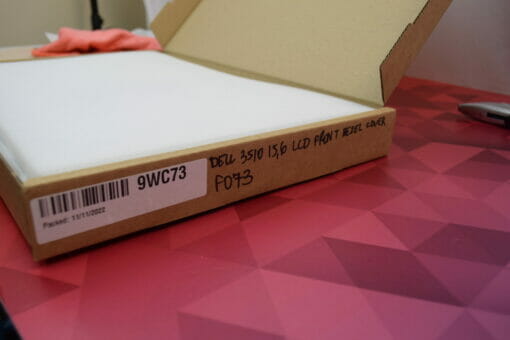 9WC73
Packed: 11/11/2022
DELL 3510 15,6 LCD FRONT BEZEL COVER
F073